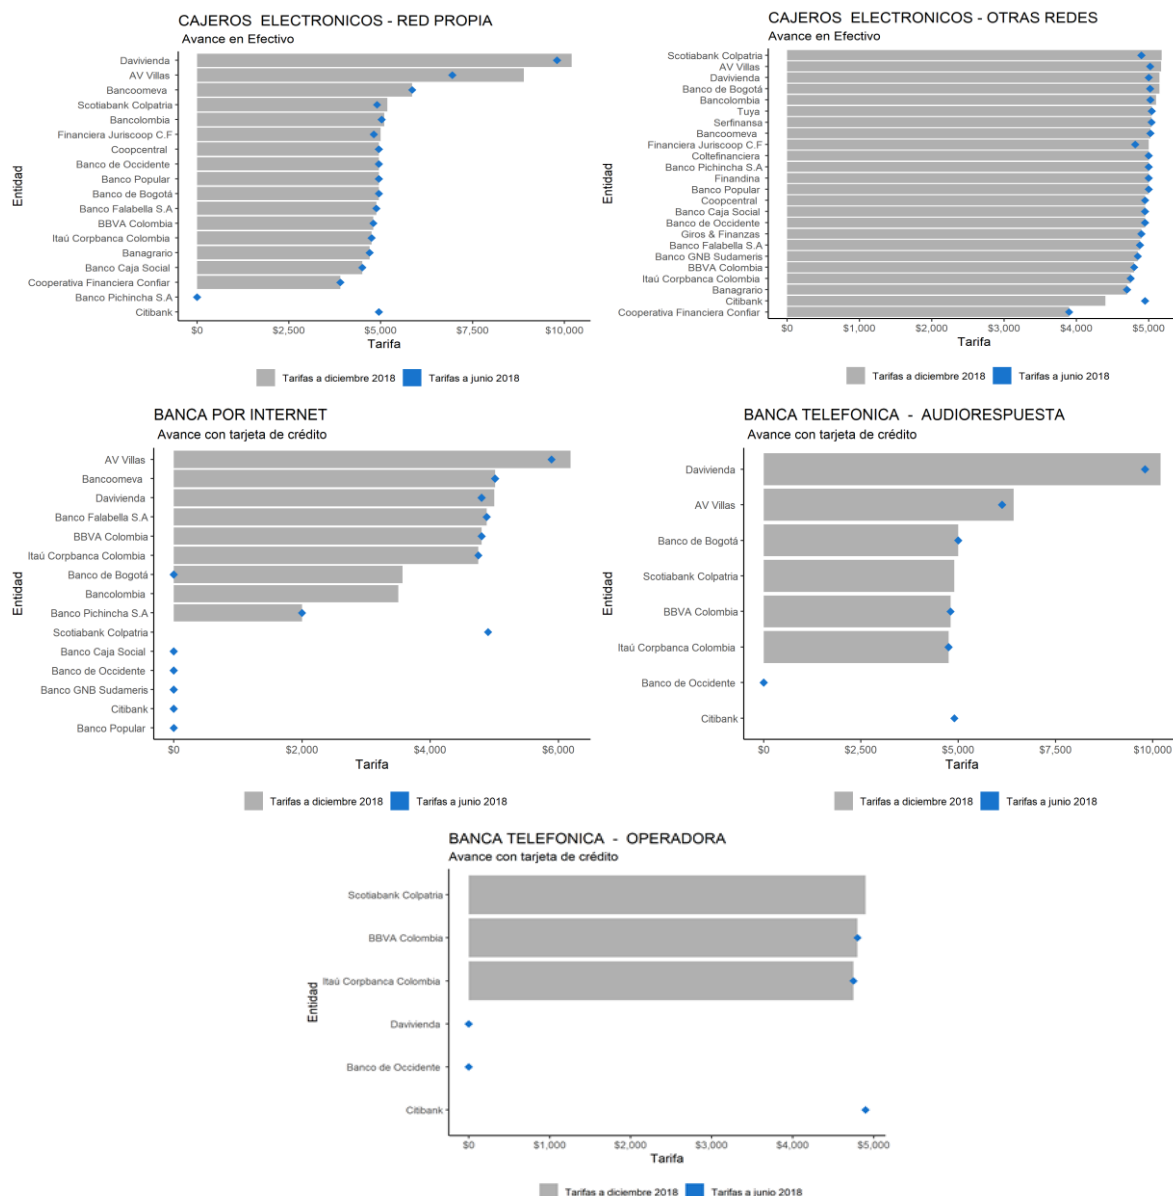 CAJEROS ELECTRONICOS - RED PROPIA
Avance en Efectivo
Entidad
Davivienda
AV Villas
Bancoomeva
Scotiabank Colpatria
Bancolombia
Financiera Juriscoop C.F
Coopcentral
Banco de Occidente
Banco Popular
Banco de Bogotá
Banco Falabella S.A
BBVA Colombia
Itaú Corpbanca Colombia
Banagrario
Banco Caja Social
Cooperativa Financiera Confiar
Banco Pichincha S.A
Citibank
$0 $2,500 $5,000 $7,500 $10,000
Tarifa
Tarifas a diciembre 2018 Tarifas a junio 2018
CAJEROS ELECTRONICOS - OTRAS REDES
Avance en Efectivo
Entidad
Scotiabank Colpatria
AV Villas
Davivienda
Banco de Bogotá
Bancolombia
Tuya
Serfinansa
Bancoomeva
Financiera Juriscoop C.F
Coltefinanciera
Banco Pichincha S.A
Finandina
Banco Popular
Coopcentral
Banco Caja Social
Banco de Occidente
Giros & Finanzas
Banco Falabella S.A
Banco GNB Sudameris
BBVA Colombia
Itaú Corpbanca Colombia
Banagrario
Citibank
Cooperativa Financiera Confiar
$0 $1,000 $2,000 $3,000 $4,000 $5,000
Tarifa
Tarifas a diciembre 2018 Tarifas a junio 2018
BANCA POR INTERNET
Avance con tarjeta de crédito
Entidad
AV Villas
Bancoomeva
Davivienda
Banco Falabella S.A
BBVA Colombia
Itaú Corpbanca Colombia
Banco de Bogotá
Bancolombia
Banco Pichincha S.A
Scotiabank Colpatria
Banco Caja Social
Banco de Occidente
Banco GNB Sudameris
Citibank
Banco Popular
$0 $2,000 $4,000 $6,000
Tarifa
Tarifas a diciembre 2018 Tarifas a junio 2018
BANCA TELEFONICA - AUDIORESPUESTA
Avance con tarjeta de crédito
Entidad
Davivienda
AV Villas
Banco de Bogotá
Scotiabank Colpatria
BBVA Colombia
Itaú Corpbanca Colombia
Banco de Occidente
Citibank
$0 $2,500 $5,000 $7,500 $10,000
Tarifa
Tarifas a diciembre 2018 Tarifas a junio 2018
BANCA TELEFONICA - OPERADORA
Avance con tarjeta de crédito
Entidad
Scotiabank Colpatria
BBVA Colombia
Itaú Corpbanca Colombia
Davivienda
Banco de Occidente
Citibank
$0 $1,000 $2,000 $3,000 $4,000 $5,000
Tarifa
Tarifas a diciembre 2018 Tarifas a junio 2018